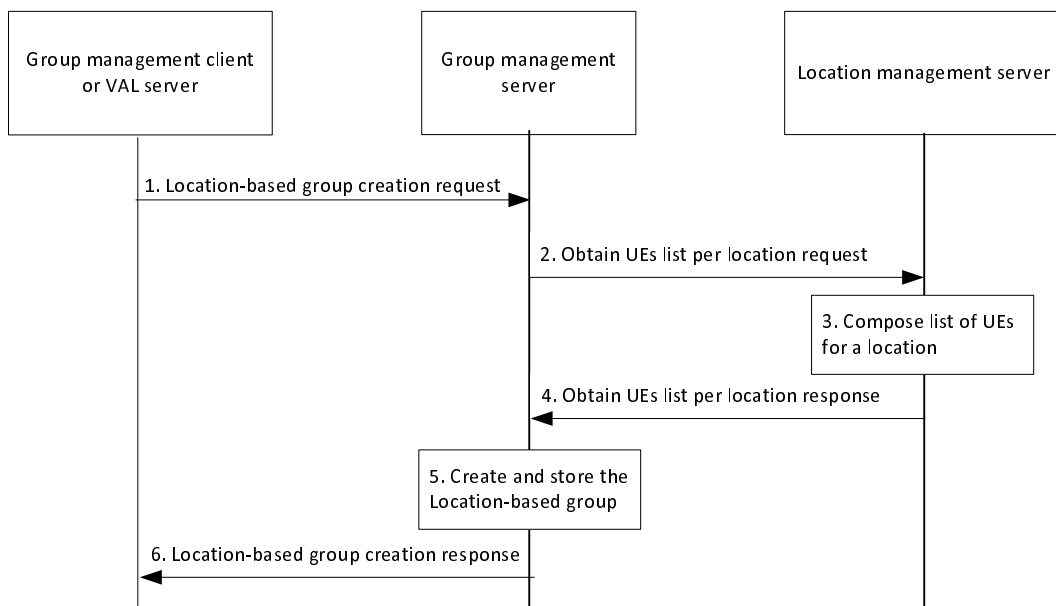 Group management client
or VAL server
Group management
server
Location management server
1. Location-based group creation request
2. Obtain UEs list per location request
3. Compose list of UEs
for a location
4. Obtain UEs list per location response
5. Create and store the
Location-based group
6. Location-based group creation response